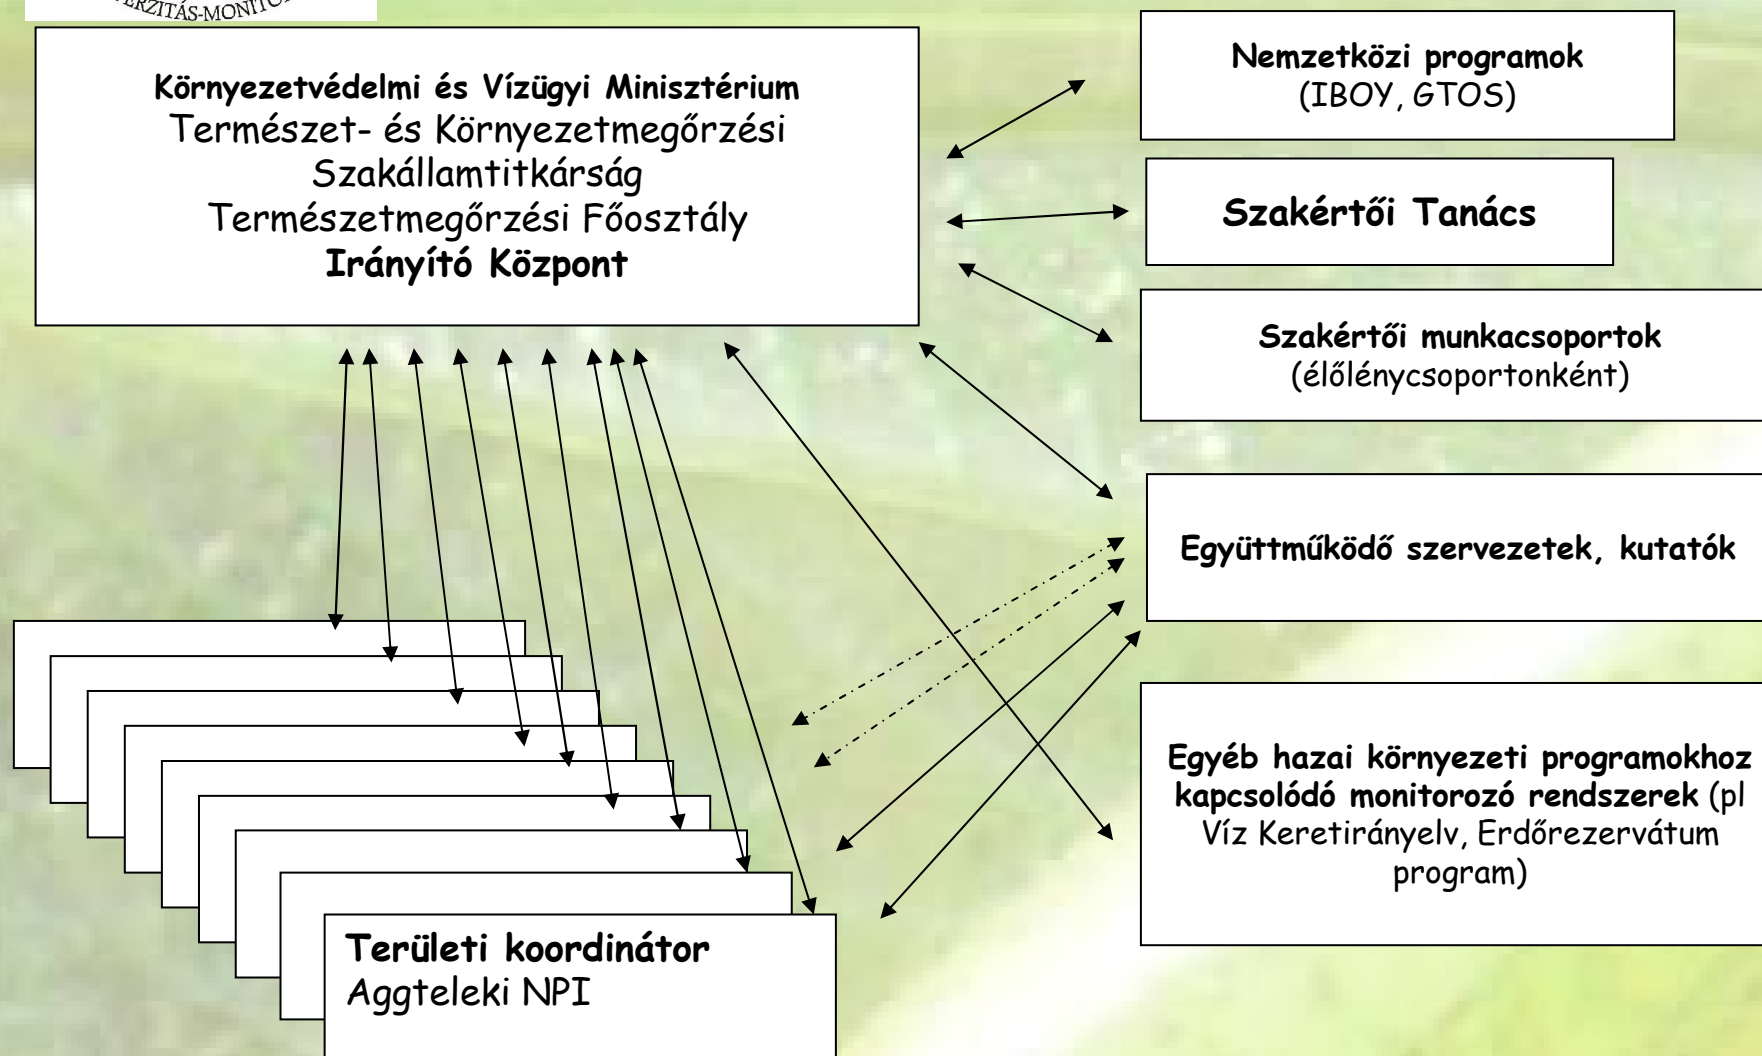 Környezetvédelmi és Vízügyi Minisztérium
Természet- és Környezetmegőrzési
Szakállamtitkárság
Természetmegőrzési Főosztály
Irányító Központ
Nemzetközi programok
(IBOY, GTOS)
Szakértői Tanács
Szakértői munkacsoportok
(élőlénycsoportonként)
Együttműködő szervezetek, kutatók
Egyéb hazai környezeti programokhoz
kapcsolódó monitorozó rendszerek (pl
Víz Keretirányelv, Erdőrezervátum
program)
Területi koordinátor
Aggteleki NPI